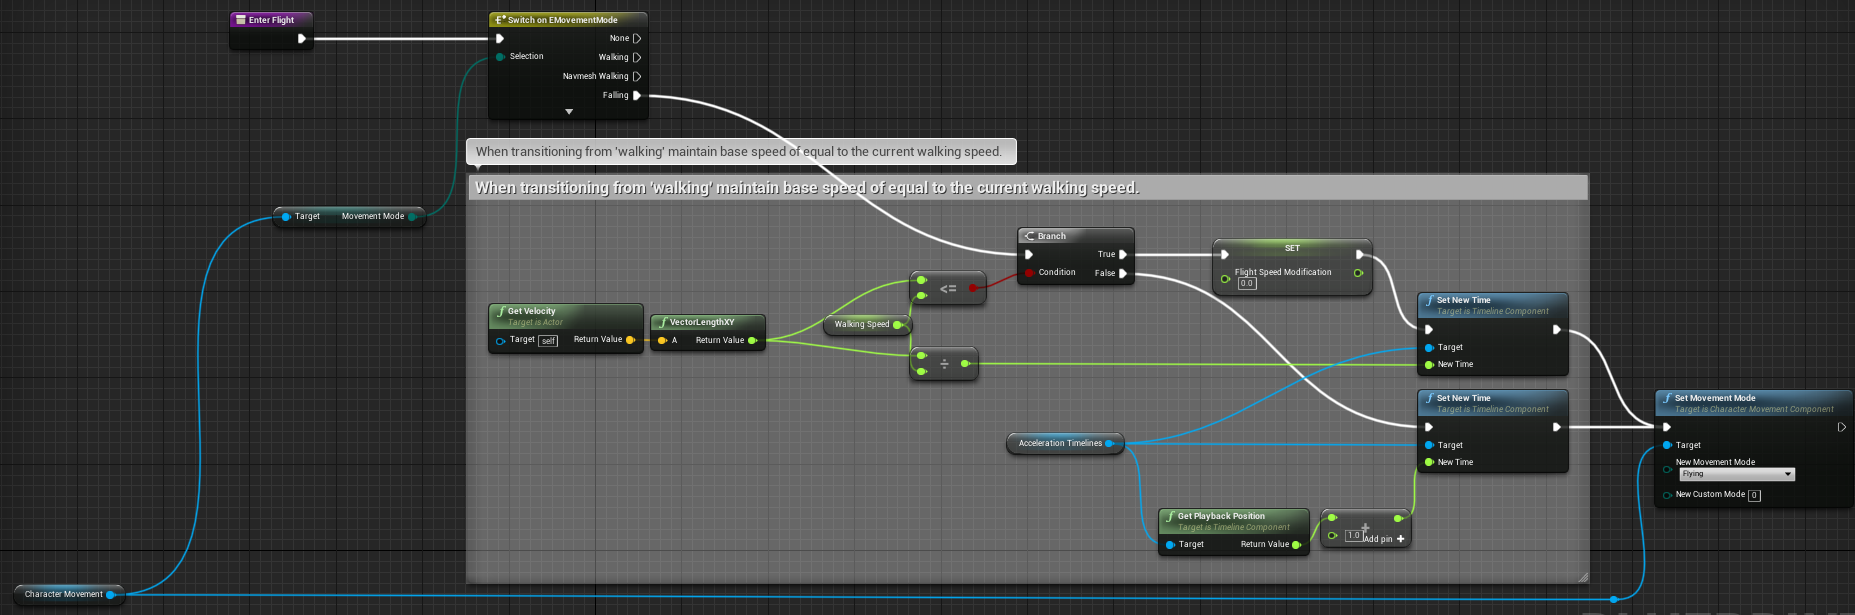 Enter Flight
Switch on EMovementMode
None
Selection
Walking
Navmesh Walking
Falling
When transitioning from 'walking' maintain base speed of equal to the current walking speed.
When transitioning from 'walking' maintain base speed of equal to the current walking speed.
Target Movement Mode
Branch
True
Condition False
SET
Flight Speed Modification
0.0
<=
Get Velocity
Target is Actor
Target self Return Value
VectorLengthXY
A Return Value
Walking Speed
÷
Set New Time
Target is Timeline Component
Target
New Time
Set New Time
Target is Timeline Component
Target
New Time
Set Movement Mode
Target is Character Movement Component
Target
New Movement Mode
Flying
New Custom Mode 0
Acceleration Timelines
Get Playback Position
Target is Timeline Component
Target Return Value
+
1.0 Add pin +
Character Movement